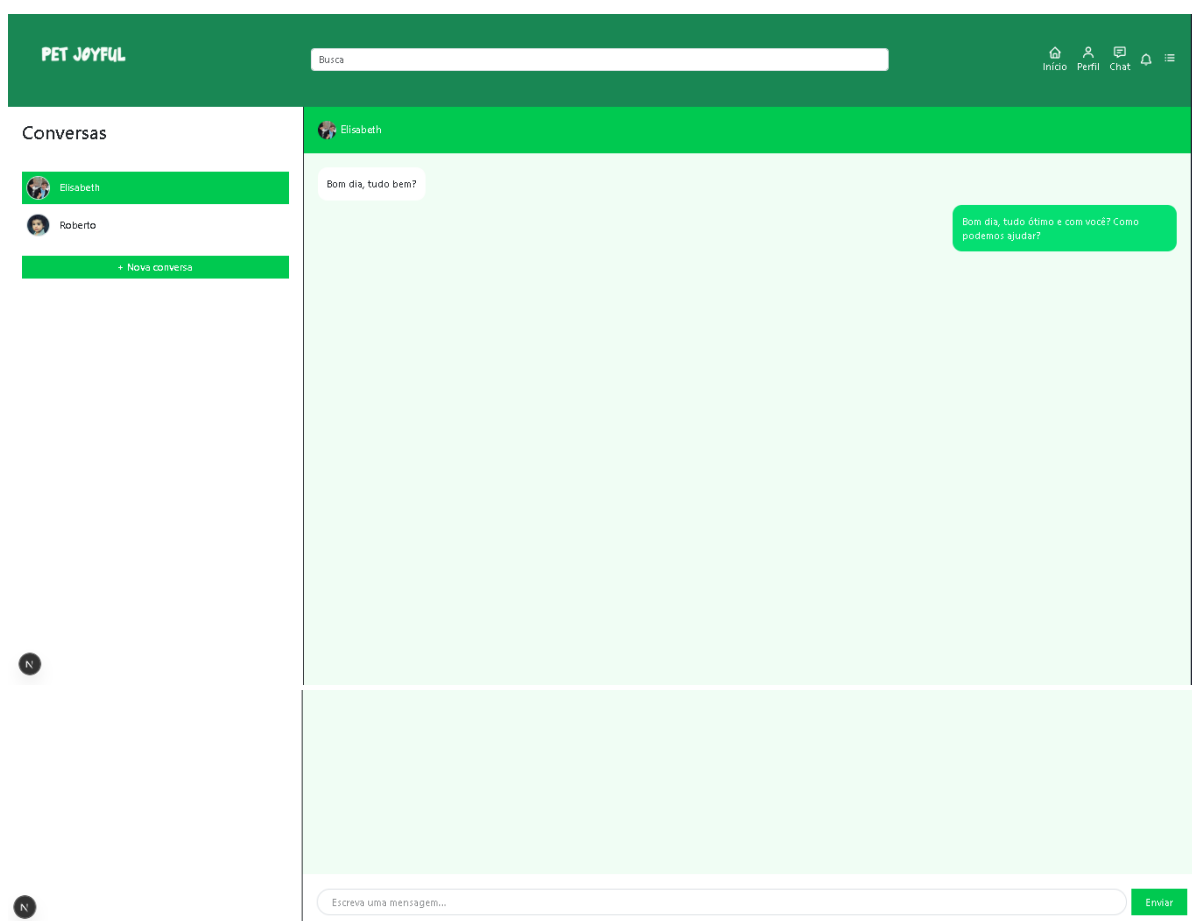 PET JOYFUL
Busca
Início Perfil Chat
Conversas
Elisabeth
Roberto
+ Nova conversa
Elisabeth
Bom dia, tudo bem?
Bom dia, tudo ótimo e com você? Como
podemos ajudar?
N
N
Escreva uma mensagem...
Enviar